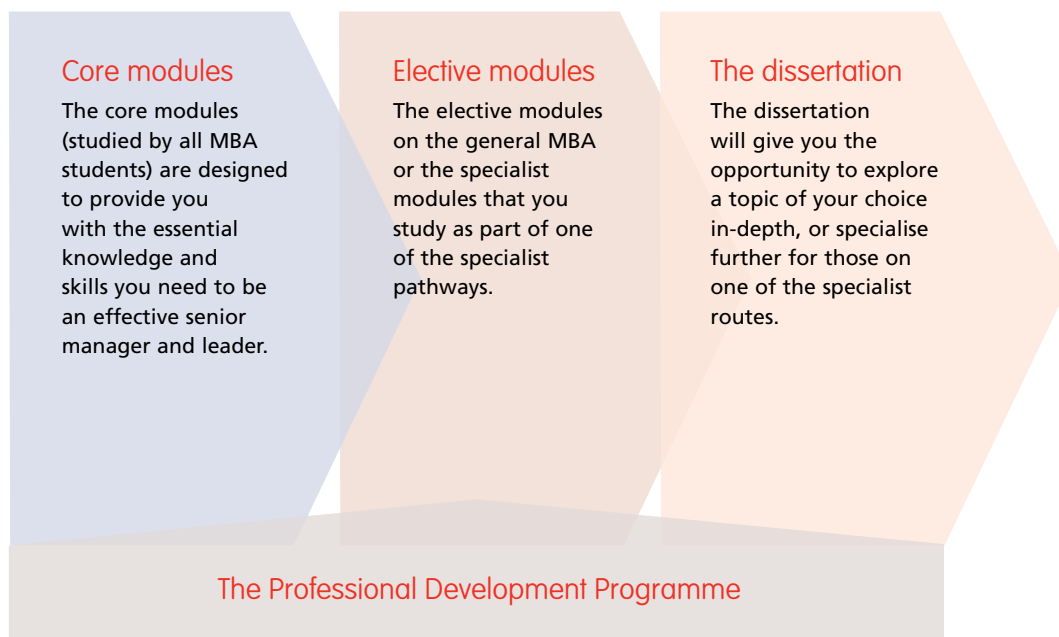 Core modules
The core modules
(studied by all MBA
students) are designed
to provide you
with the essential
knowledge and
skills you need to be
an effective senior
manager and leader.
Elective modules
The elective modules
on the general MBA
or the specialist
modules that you
study as part of one
of the specialist
pathways.
The dissertation
The dissertation
will give you the
opportunity to explore
a topic of your choice
in-depth, or specialise
further for those on
one of the specialist
routes.
The Professional Development Programme